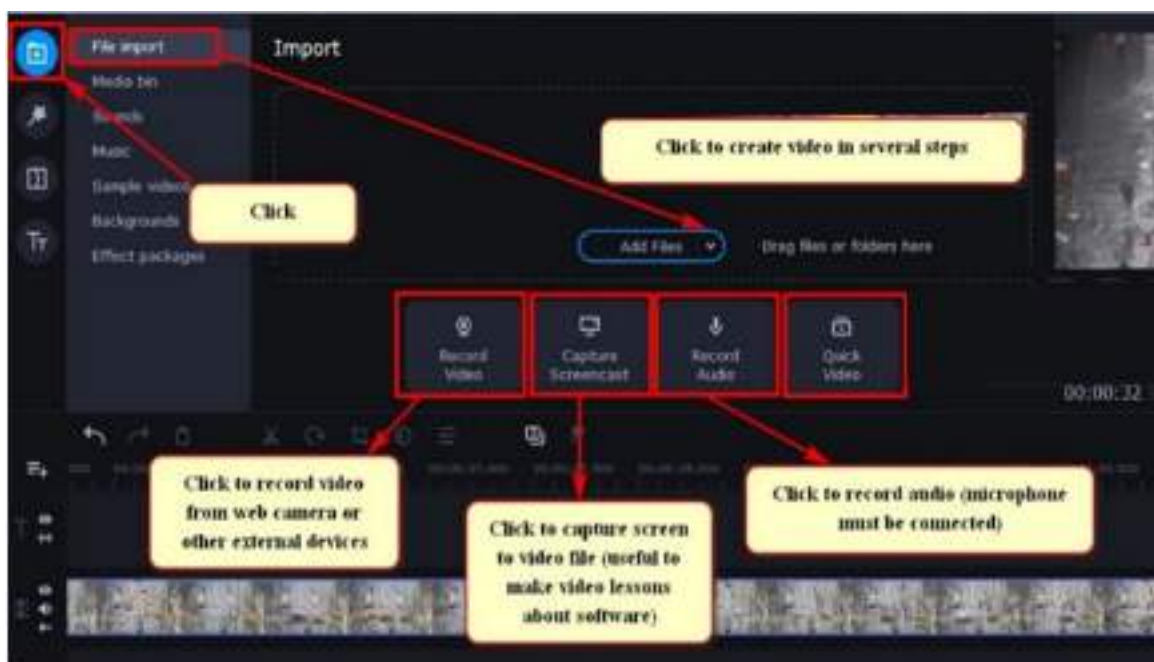 File import
Import
Media bin
Sounds
Music
Sample videos
Backgrounds
Effect packages
Click
Click to create video in several steps
Add Files
Drag files or folders here
Record
Video
Capture
Screencast
Record
Audio
Quick
Video
00:00:32
Click to record video
from web camera or
other external devices
Click to capture screen
to video file (useful to
make video lessons
about software)
Click to record audio (microphone
must be connected)